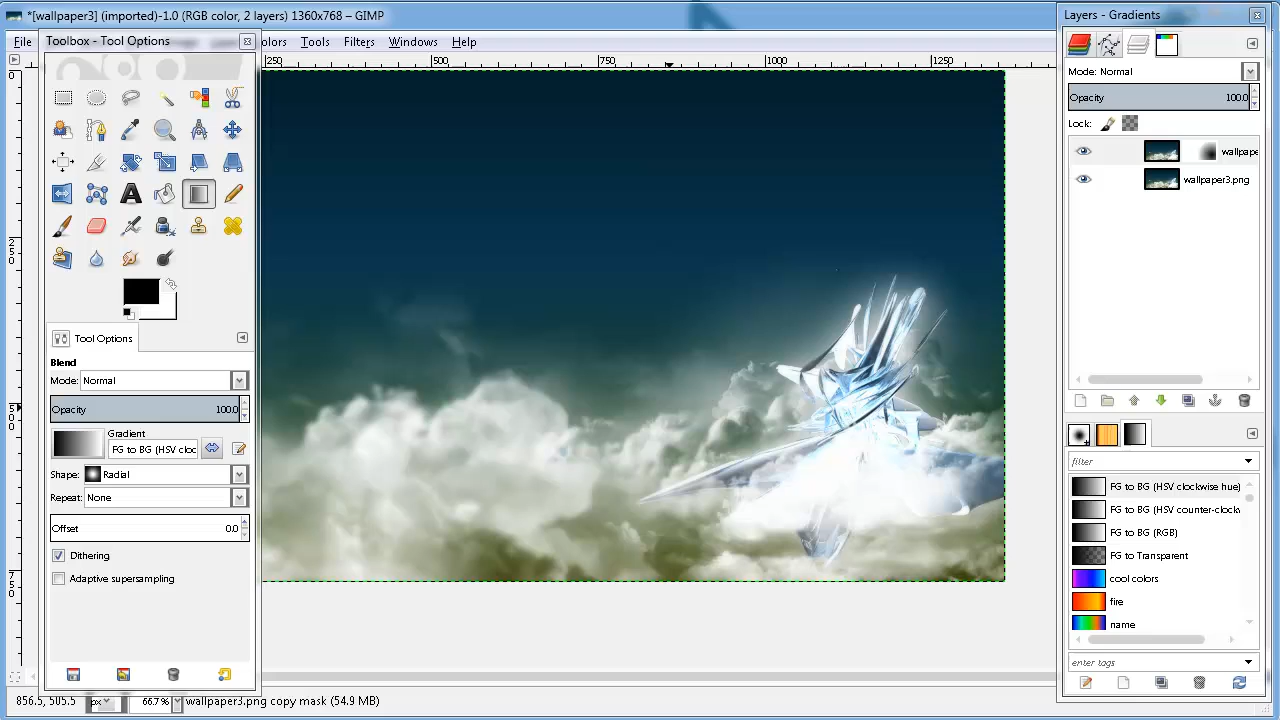 *[wallpaper3] (imported)-1.0 (RGB color, 2 layers) 1360x768 – GIMP
File
olors
Tools
Filters
Windows
Help
Toolbox - Tool Options
250
500
750
1000
1250
0
250
500
750
Tool Options
Blend
Mode: Normal
Opacity 100.0
Gradient
FG to BG (HSV cloc
Shape: Radial
Repeat: None
Offset 0.0
Dithering
Adaptive supersampling
856.5, 505.5 px 66.7% wallpaper3.png copy mask (54.9 MB)
Layers - Gradients
Mode: Normal
Opacity 100.0
Lock:
wallpape
wallpaper3.png
filter
FG to BG (HSV clockwise hue)
FG to BG (HSV counter-clockw
FG to BG (RGB)
FG to Transparent
cool colors
fire
name
enter tags